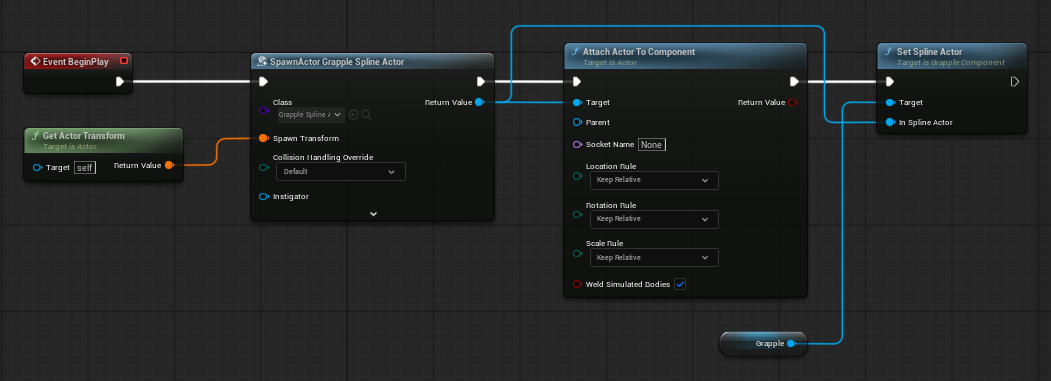 Event BeginPlay
Get Actor Transform
Target is Actor
Target
self
Return Value
SpawnActor Grapple Spline Actor
Class
Grapple Spline A
Return Value
Spawn Transform
Collision Handling Override
Default
Instigator
Attach Actor To Component
Target is Actor
Target
Return Value
Parent
Socket Name
None
Location Rule
Keep Relative
Rotation Rule
Keep Relative
Scale Rule
Keep Relative
Weld Simulated Bodies
Set Spline Actor
Target is Grapple Component
Target
In Spline Actor
Grapple